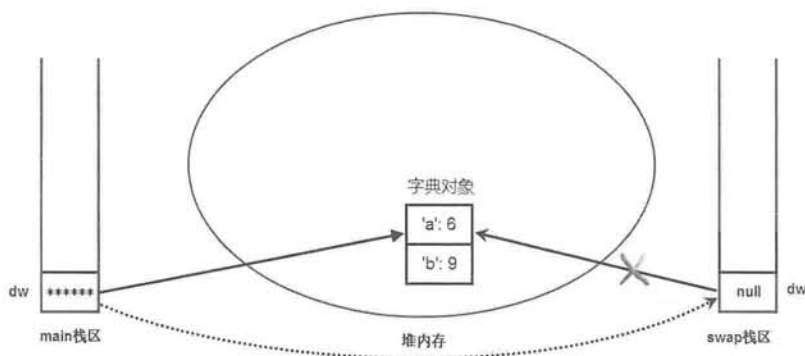 字典对象
'a': 6
'b': 9
dw
******
null
dw
main栈区
堆内存
swap栈区